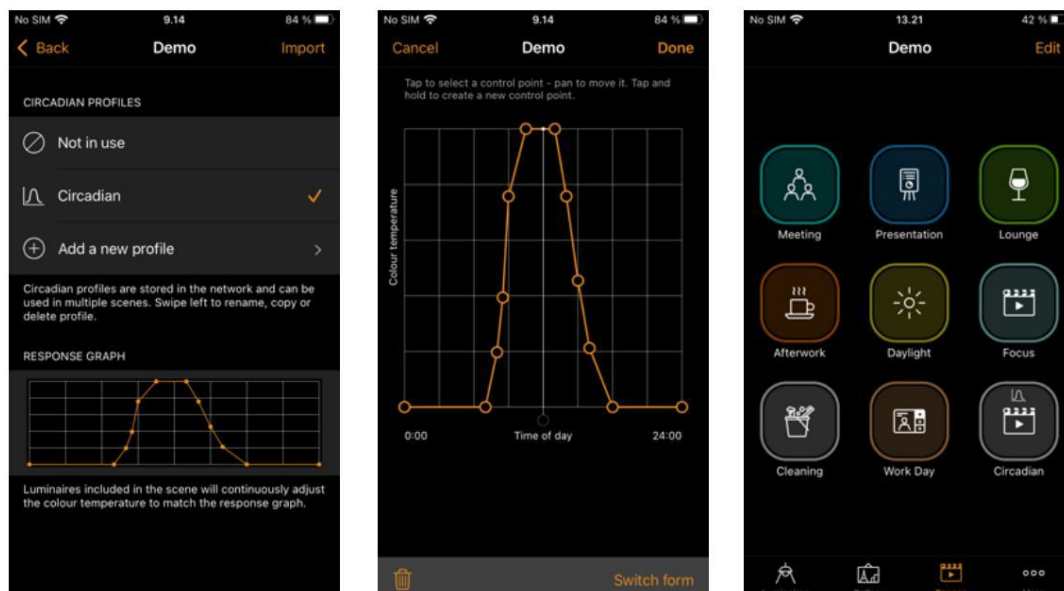 No SIM 9.14 84 %
Back Demo Import
CIRCADIAN PROFILES
Not in use
Circadian
Add a new profile
Circadian profiles are stored in the network and can be
used in multiple scenes. Swipe left to rename, copy or
delete profile.
RESPONSE GRAPH
Luminaires included in the scene will continuously adjust
the colour temperature to match the response graph.
No SIM 9.14 84 %
Cancel Demo Done
Tap to select a control point - pan to move it. Tap and
hold to create a new control point.
Colour temperature
0:00 Time of day 24:00
Switch form
No SIM 13.21 42 %
Demo Edit
Meeting Presentation Lounge
Afterwork Daylight Focus
Cleaning Work Day Circadian